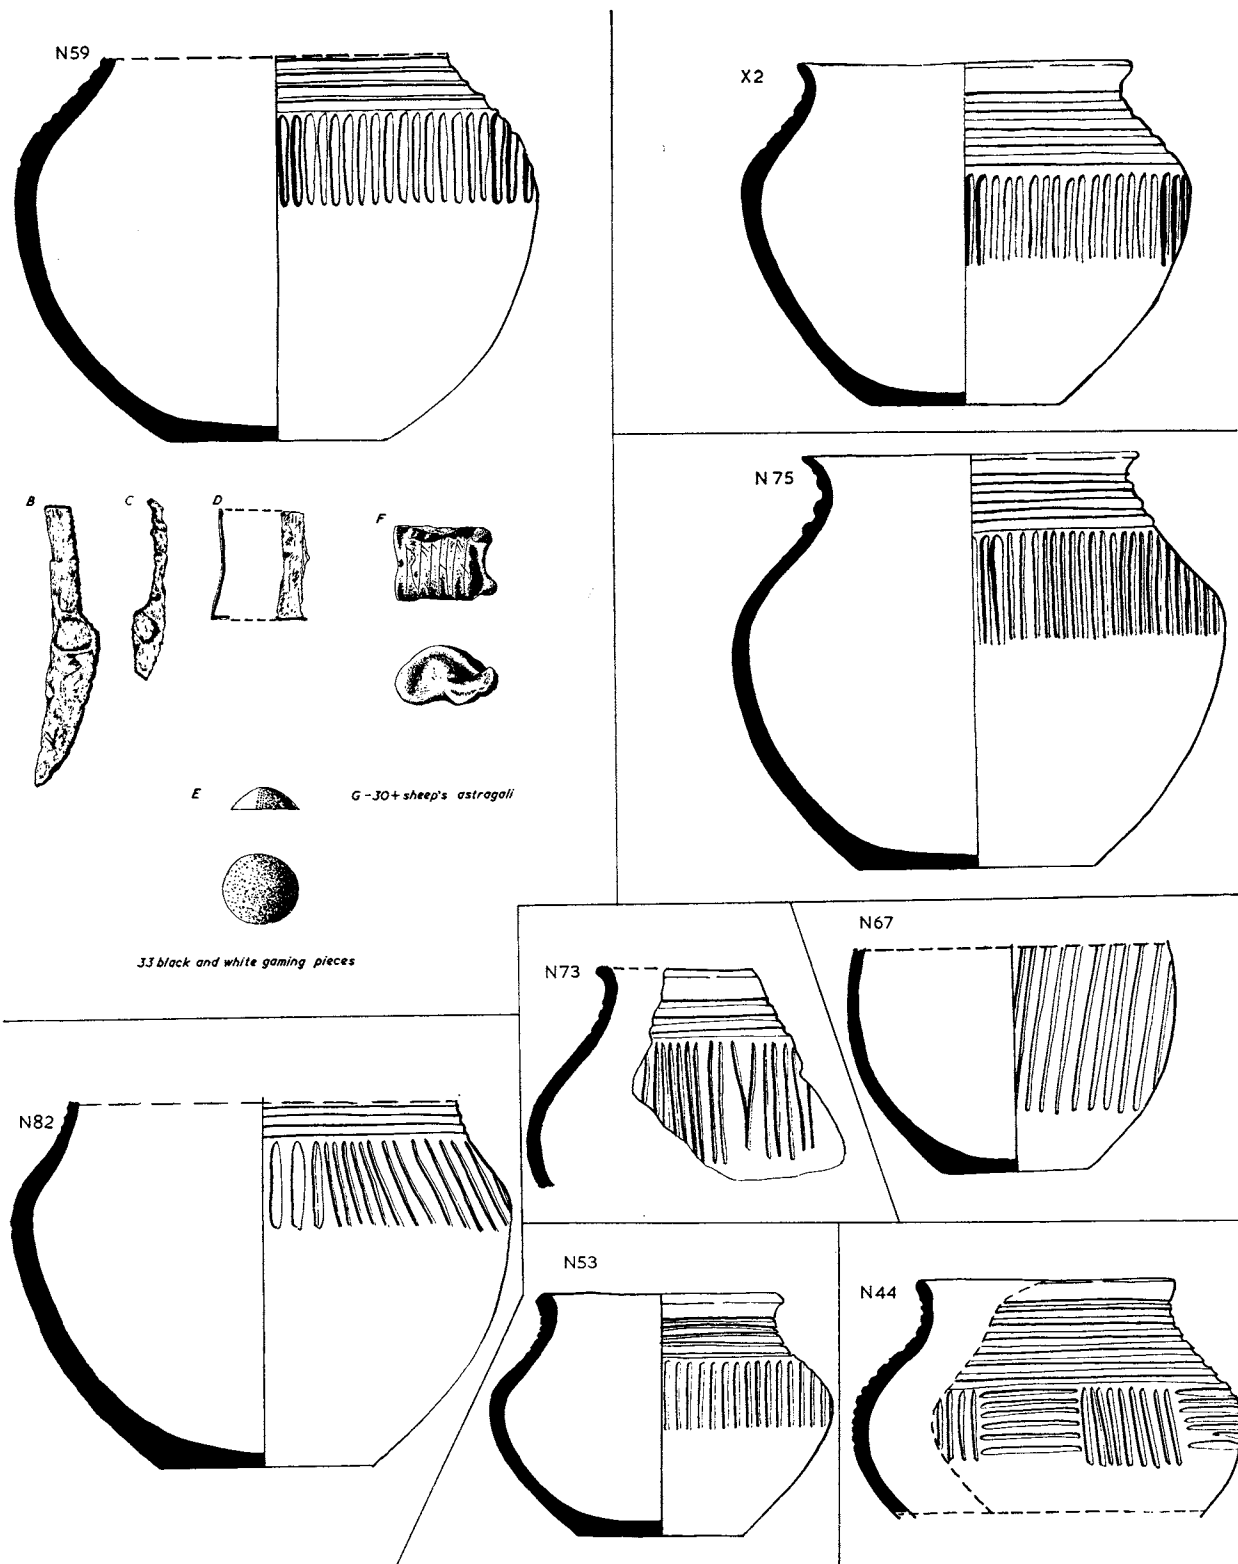 N59
X2
N75
B
C
D
F
E
G-30+ sheep's astragali
33 black and white gaming pieces
N73
N67
N82
N53
N44